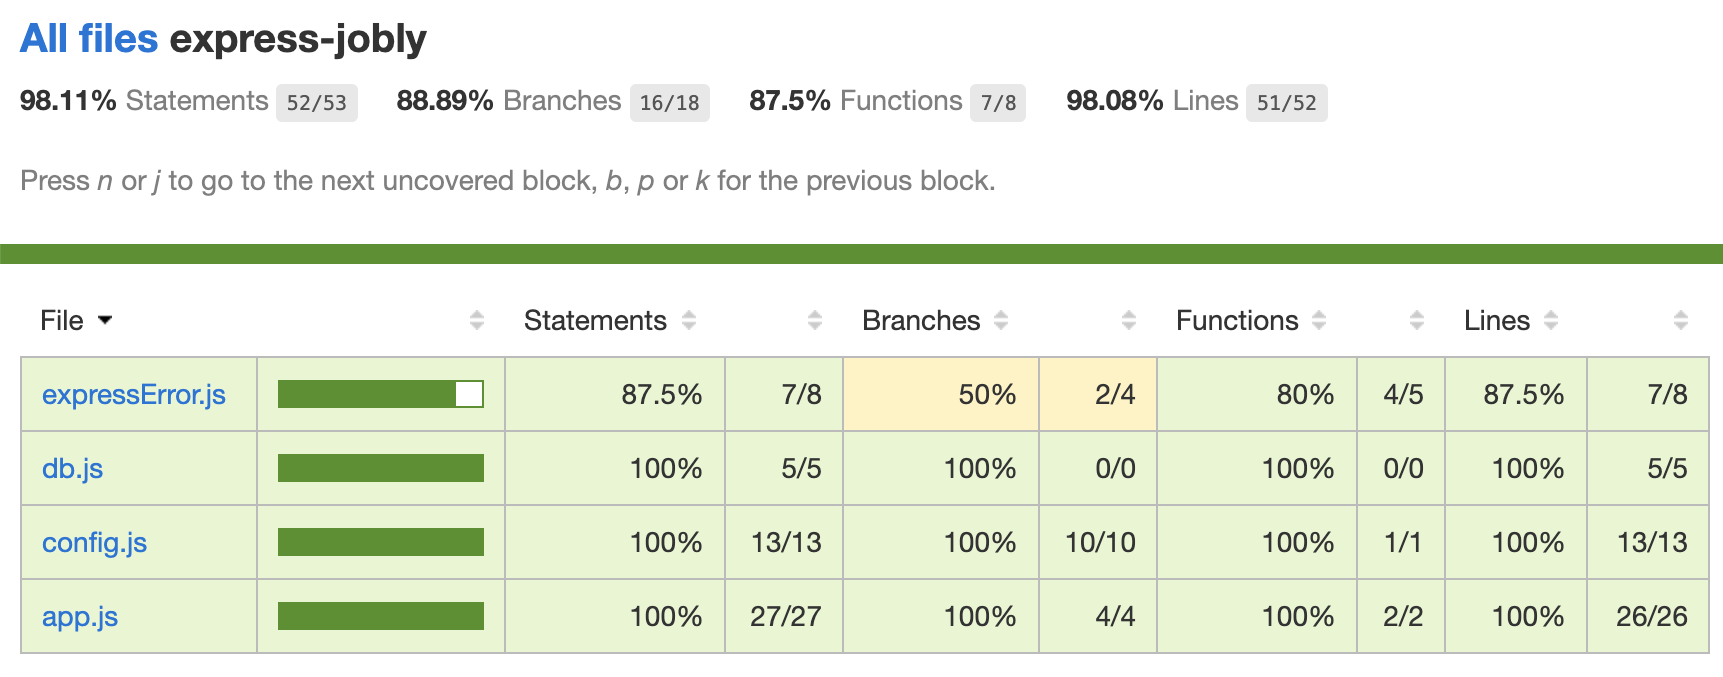 All files express-jobly
98.11% Statements 52/53 88.89% Branches 16/18 87.5% Functions 7/8 98.08% Lines 51/52
Press n or j to go to the next uncovered block, b, p or k for the previous block.
File Statements Branches Functions Lines
expressError.js 87.5% 7/8 50% 2/4 80% 4/5 87.5% 7/8
db.js 100% 5/5 100% 0/0 100% 0/0 100% 5/5
config.js 100% 13/13 100% 10/10 100% 1/1 100% 13/13
app.js 100% 27/27 100% 4/4 100% 2/2 100% 26/26